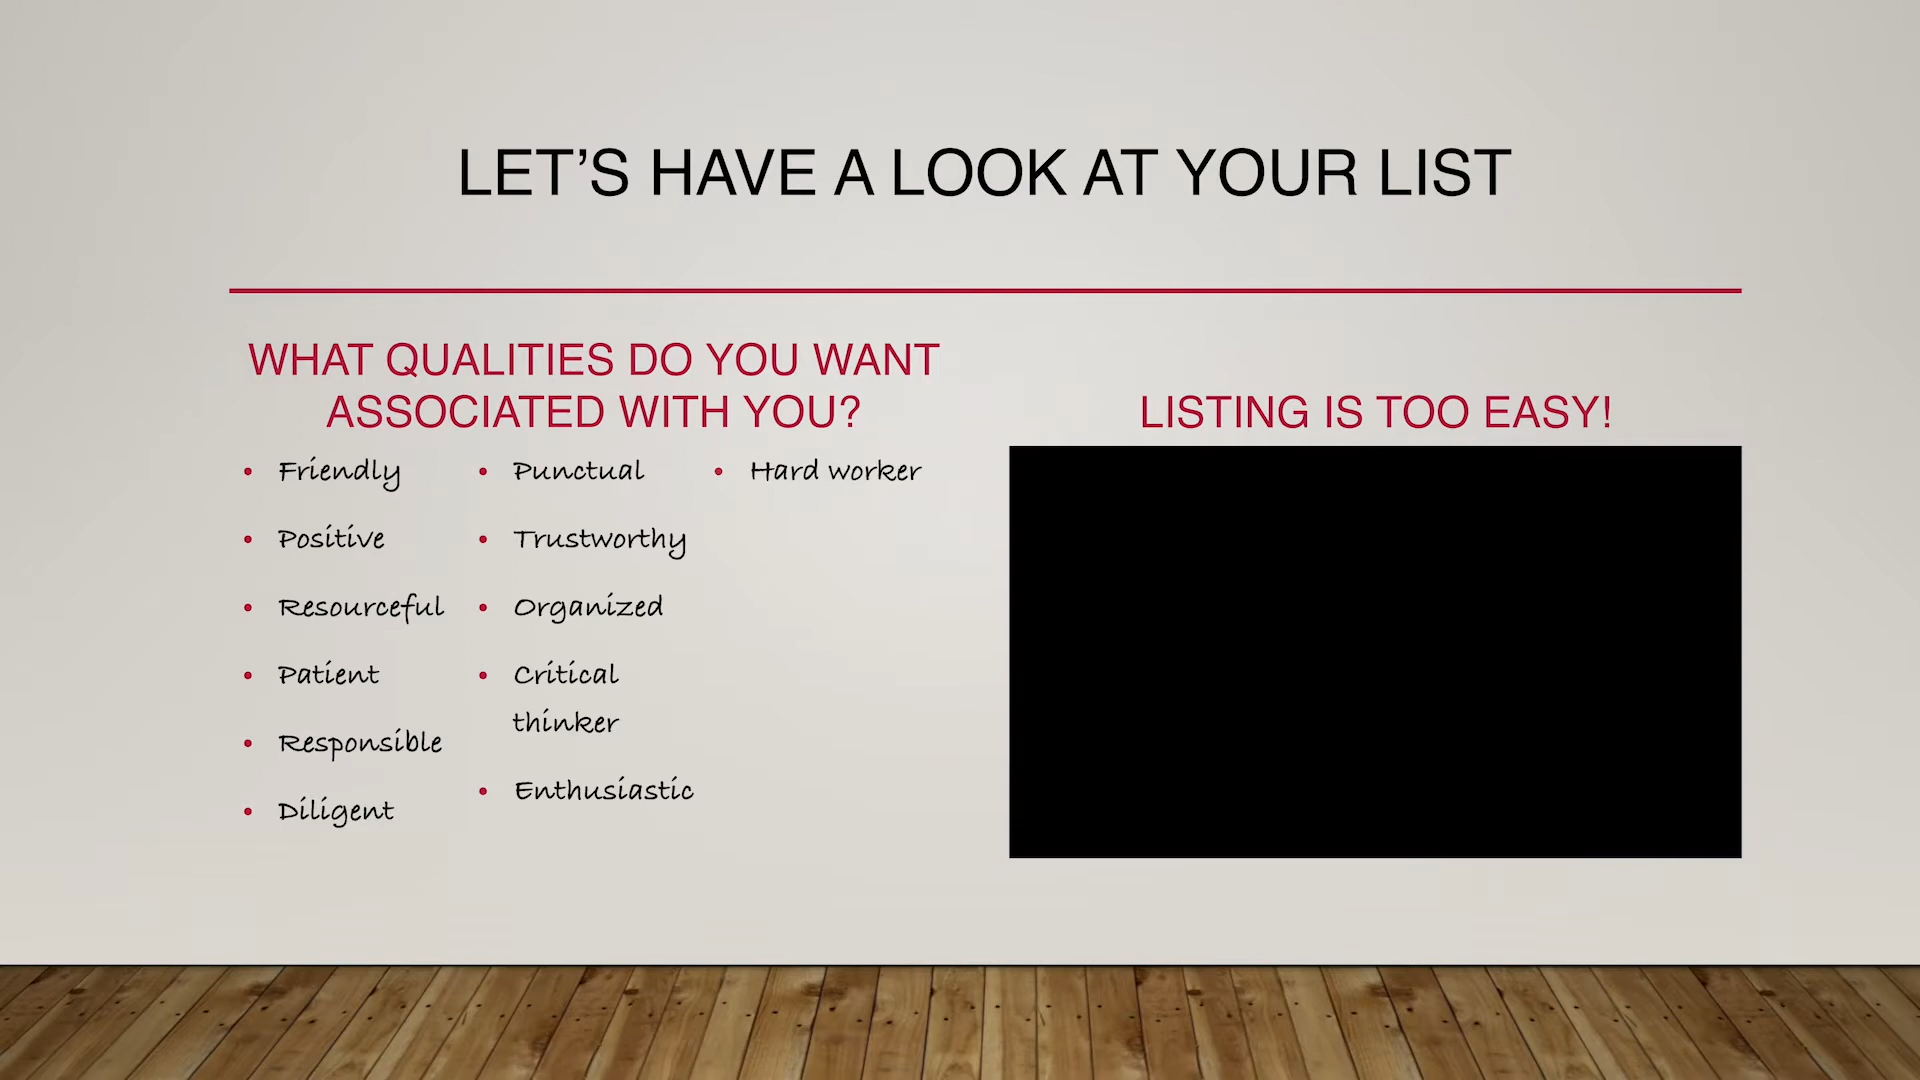 LET’S HAVE A LOOK AT YOUR LIST
WHAT QUALITIES DO YOU WANT
ASSOCIATED WITH YOU?
• Friendly
• Positive
• Resourceful
• Patient
• Responsible
• Diligent
• Punctual
• Trustworthy
• Organized
• Critical
thinker
• Enthusiastic
• Hard worker
LISTING IS TOO EASY!